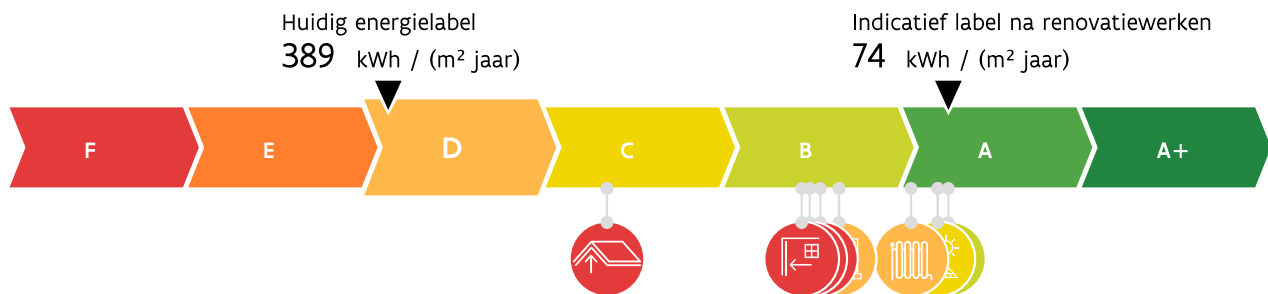 Huidig energielabel
389 kWh / (m² jaar)
Indicatief label na renovatiewerken
74 kWh / (m² jaar)
F E D C B A A+